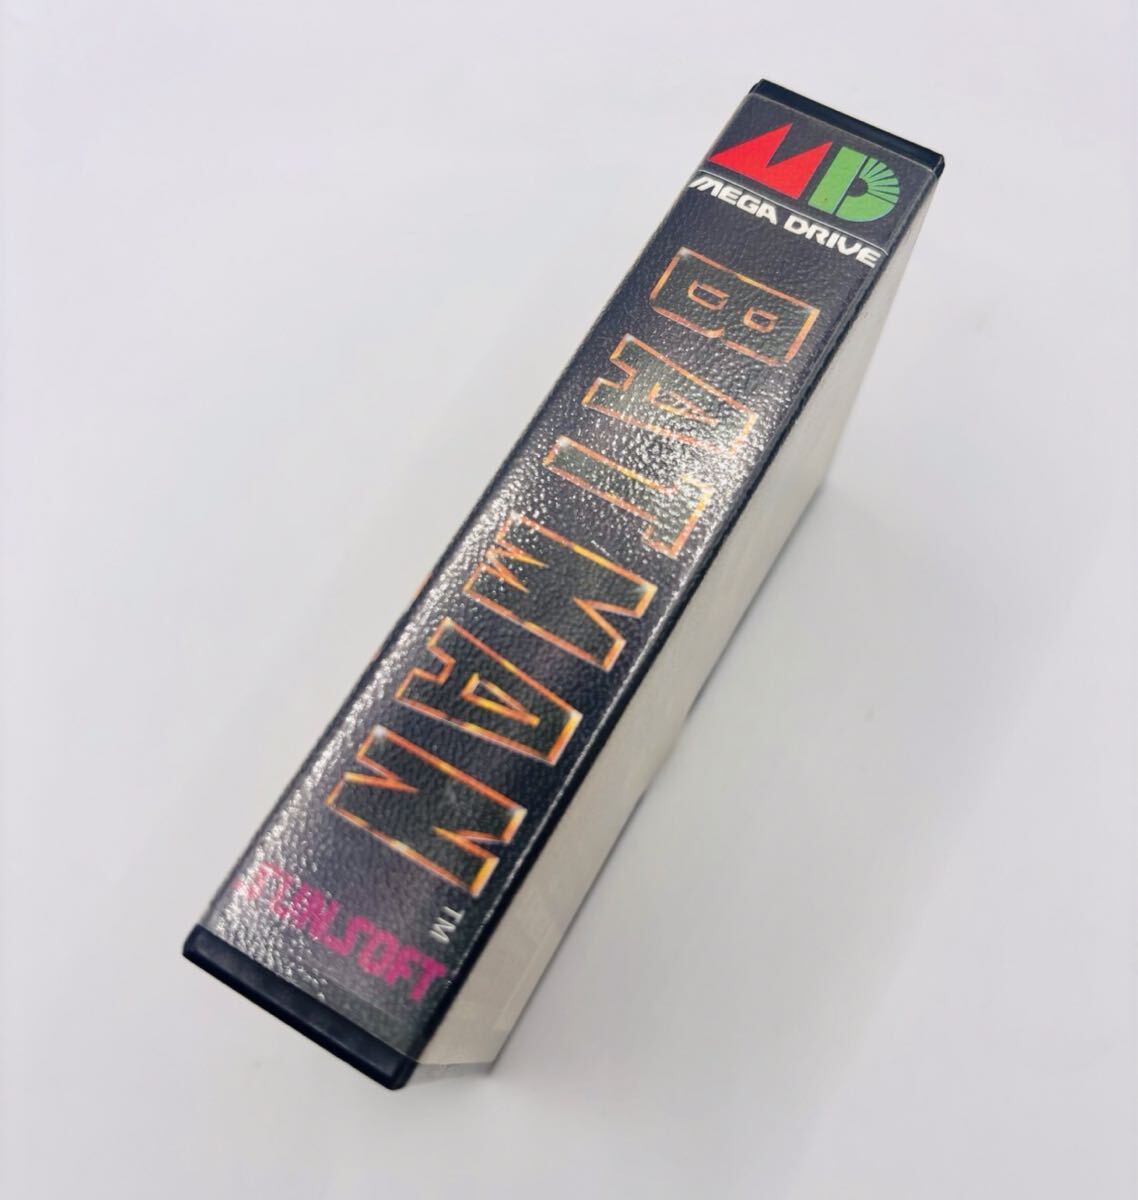 MD
MEGA DRIVE
BATMAN
TM
SUNSOFT